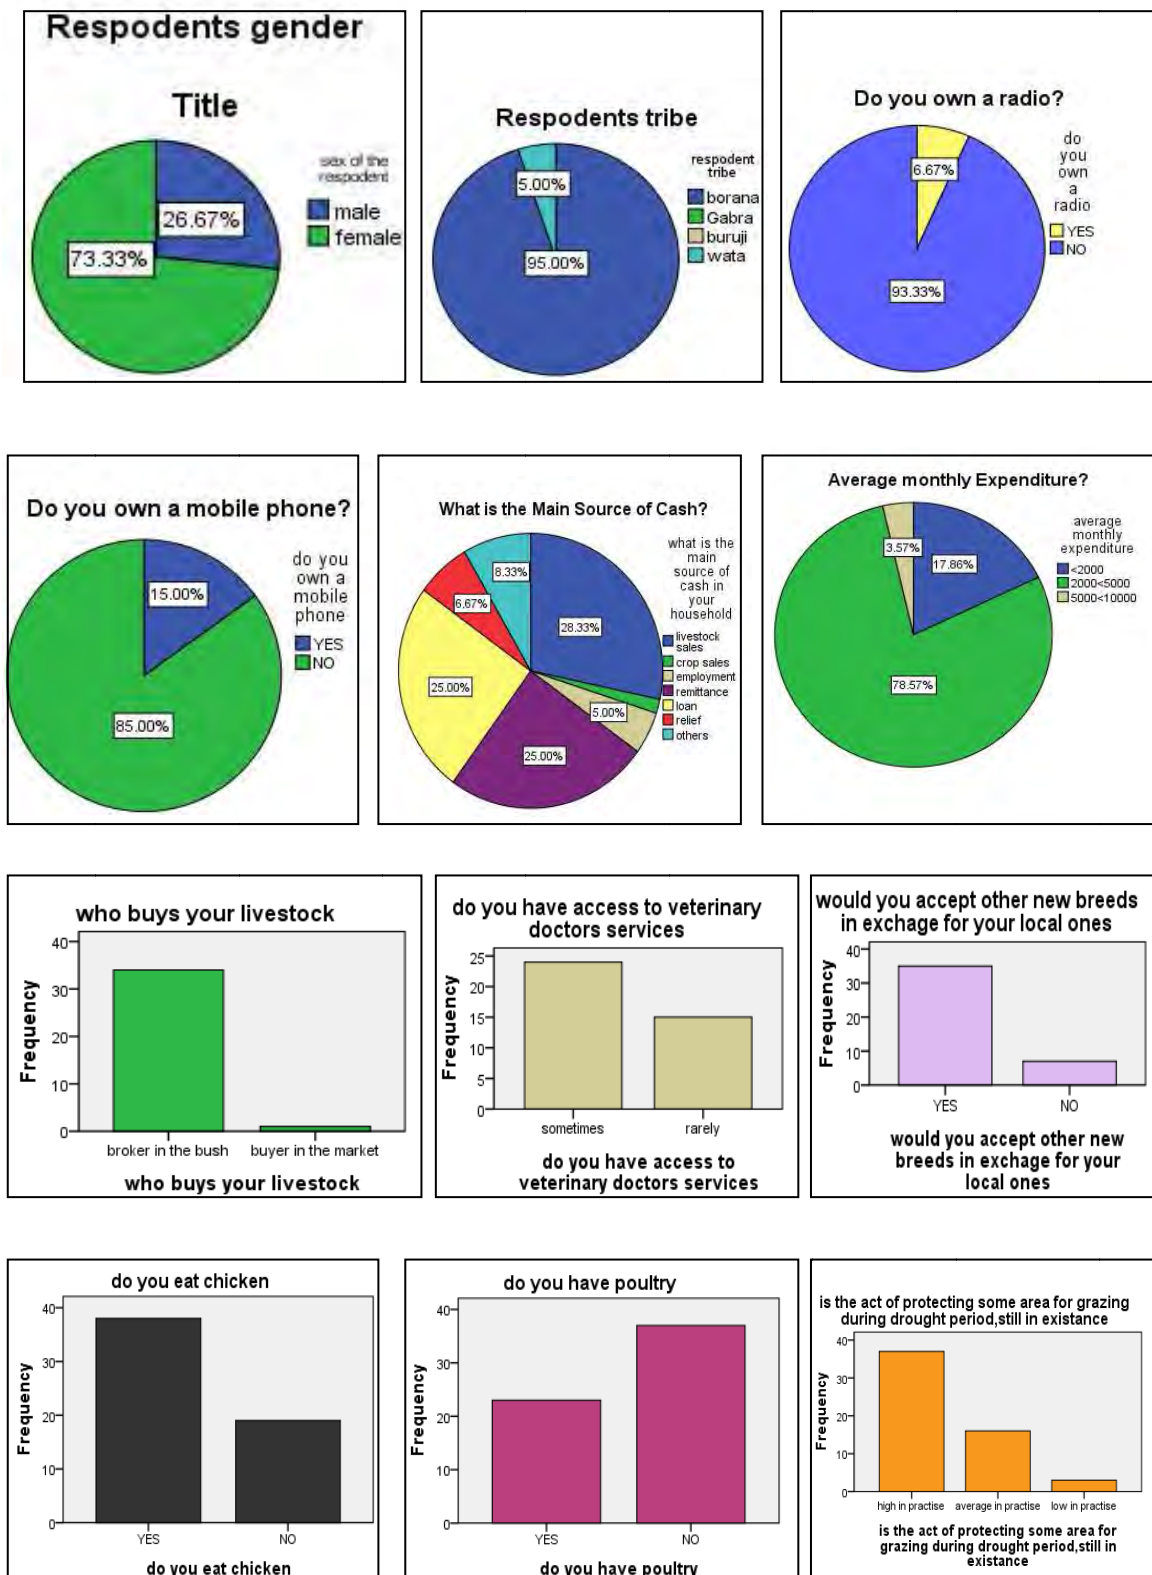 Respodents gender
Title
sex of the
respodent
male
female
26.67%
73.33%
Respodents tribe
respodent
tribe
borana
Gabra
buruji
wata
5.00%
95.00%
Do you own a radio?
do
you
own
a
radio
YES
NO
6.67%
93.33%
Do you own a mobile phone?
do you
own a
mobile
phone
YES
NO
15.00%
85.00%
What is the Main Source of Cash?
what is the
main
source of
cash in
your
household
livestock
sales
crop sales
employment
remittance
loan
relief
others
8.33%
6.67%
28.33%
25.00%
5.00%
25.00%
Average monthly Expenditure?
average
monthly
expenditure
<2000
2000<5000
5000<10000
3.57%
17.86%
78.57%
who buys your livestock
Frequency
40
30
20
10
0
broker in the bush buyer in the market
who buys your livestock
do you have access to veterinary
doctors services
Frequency
25
20
15
10
5
0
sometimes rarely
do you have access to
veterinary doctors services
would you accept other new breeds
in exchage for your local ones
Frequency
40
30
20
10
0
YES NO
would you accept other new
breeds in exchage for your
local ones
do you eat chicken
Frequency
40
30
20
10
0
YES NO
do you eat chicken
do you have poultry
Frequency
40
30
20
10
0
YES NO
do you have poultry
is the act of protecting some area for grazing
during drought period,still in existance
Frequency
40
30
20
10
0
high in practise average in practise low in practise
is the act of protecting some area for
grazing during drought period,still in
existance